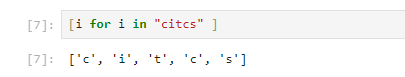 [7]: [i for i in "citcs" ]
[7]: ['c', 'i', 't', 'c', 's']